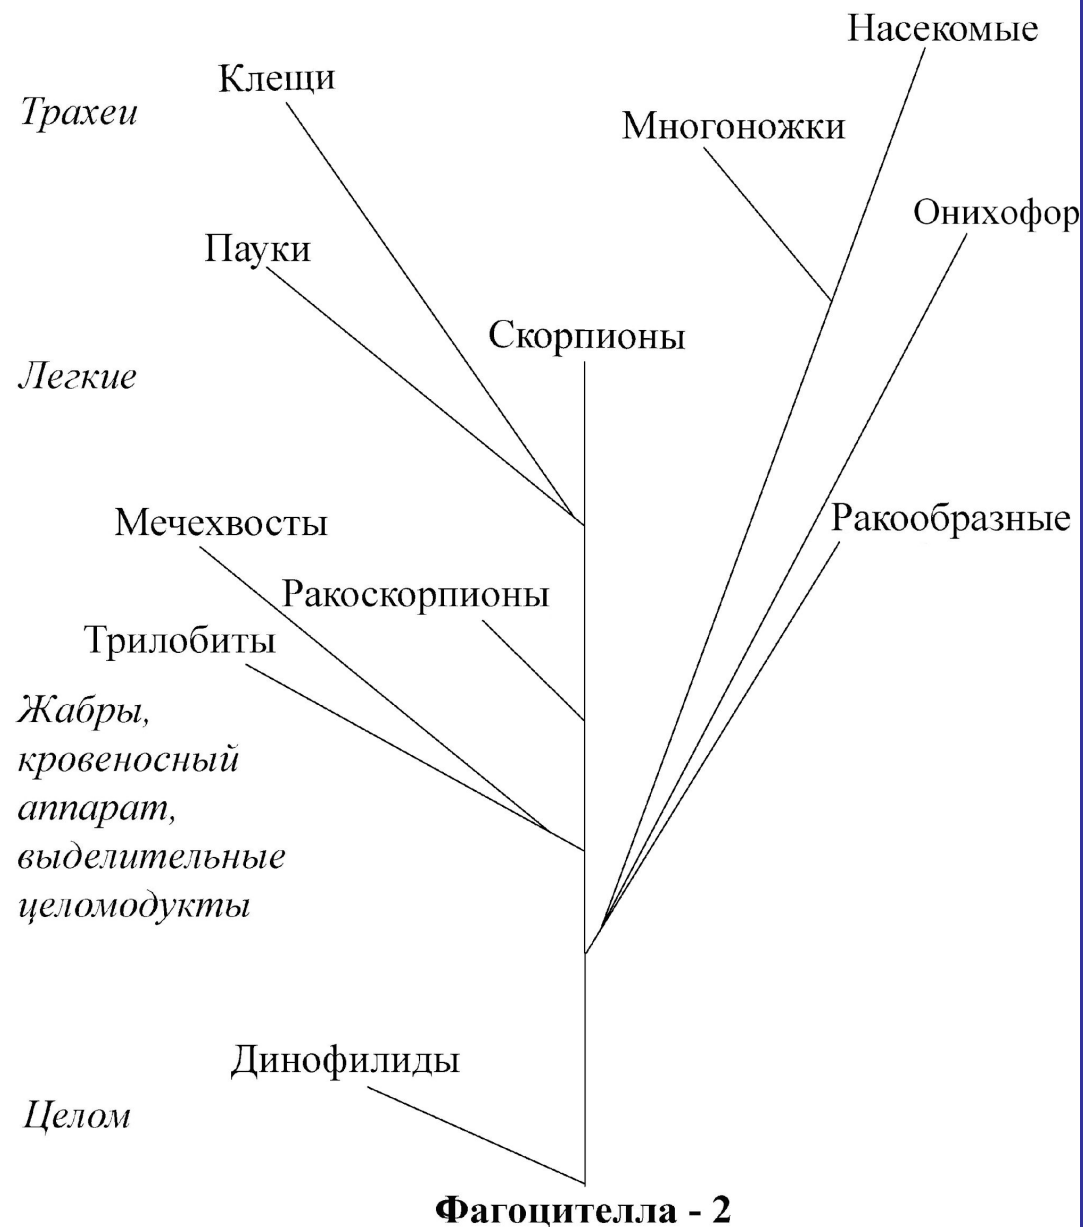 Насекомые
Клещи
Трахеи
Многоножки
Онихофор
Пауки
Скорпионы
Легкие
Мечехвосты
Ракообразные
Ракоскорпионы
Трилобиты
Жабры,
кровеносный
аппарат,
выделительные
целомодукты
Динофилиды
Целом
Фагоцителла - 2